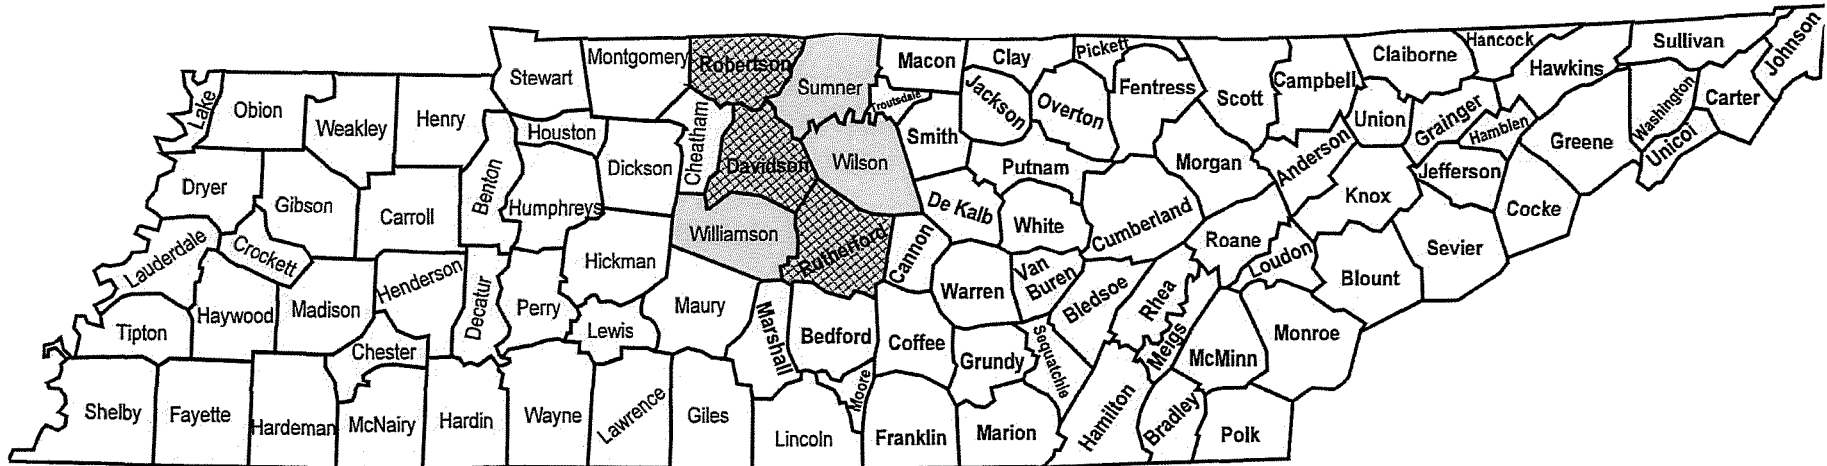 Lake
Obion
Weakley
Henry
Stewart
Montgomery
Robertson
Sumner
Macon
Clay
Pickett
Fentress
Scott
Campbell
Claiborne
Hancock
Hawkins
Sullivan
Johnson
Troutsdale
Jackson
Overton
Union
Grainger
Hamblen
Washington
Carter
Unicoi
Greene
Houston
Cheatham
Smith
Dickson
Davidson
Wilson
Putnam
Morgan
Anderson
Knox
Jefferson
Cocke
Dryer
Gibson
Carroll
Benton
Humphreys
Williamson
Rutherford
De Kalb
White
Cumberland
Roane
Loudon
Sevier
Blount
Lauderdale
Crockett
Henderson
Decatur
Perry
Hickman
Maury
Cannon
Warren
Van
Buren
Bledsoe
Rhea
Meigs
Monroe
McMinn
Tipton
Haywood
Madison
Chester
Lewis
Marshall
Bedford
Coffee
Grundy
Sequatchie
Shelby
Fayette
Hardeman
McNairy
Hardin
Wayne
Lawrence
Giles
Lincoln
Moore
Franklin
Marion
Hamilton
Bradley
Polk